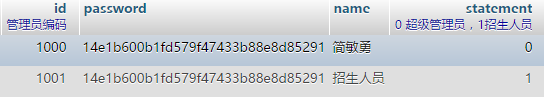 id password name statement
管理员编码 0 超级管理员，1招生人员
1000 14e1b600b1fd579f47433b88e8d85291 简敏勇 0
1001 14e1b600b1fd579f47433b88e8d85291 招生人员 1